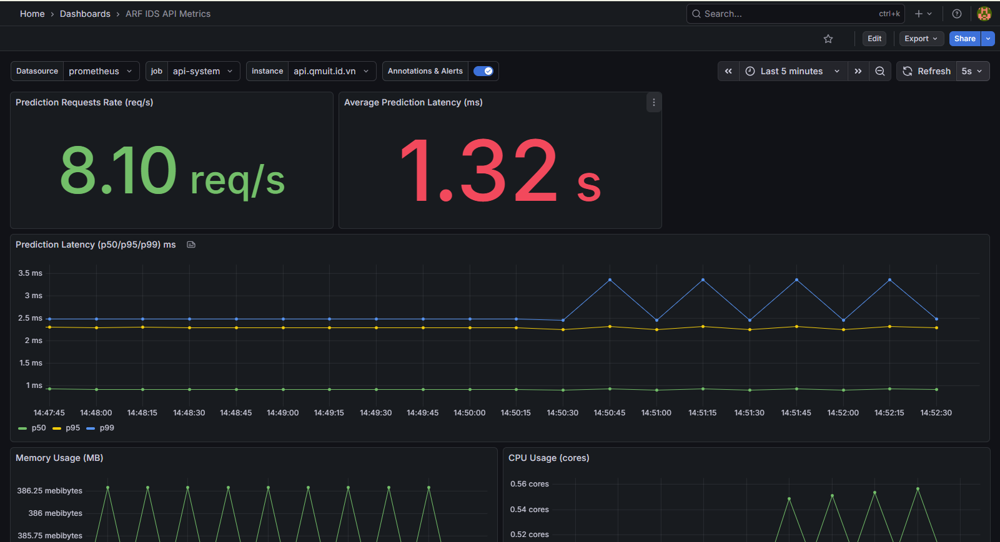 Home › Dashboards › ARF IDS API Metrics
Search... ctrl+k
Edit Export Share
Datasource prometheus job api-system instance api.qmuit.id.vn Annotations & Alerts Last 5 minutes Refresh 5s
Prediction Requests Rate (req/s)
8.10 req/s
Average Prediction Latency (ms)
1.32 s
Prediction Latency (p50/p95/p99) ms
3.5 ms
3 ms
2.5 ms
2 ms
1.5 ms
1 ms
14:47:45 14:48:00 14:48:15 14:48:30 14:48:45 14:49:00 14:49:15 14:49:30 14:49:45 14:50:00 14:50:15 14:50:30 14:50:45 14:51:00 14:51:15 14:51:30 14:51:45 14:52:00 14:52:15 14:52:30
p50 p95 p99
Memory Usage (MB)
386.25 mebibytes
386 mebibytes
385.75 mebibytes
CPU Usage (cores)
0.56 cores
0.54 cores
0.52 cores